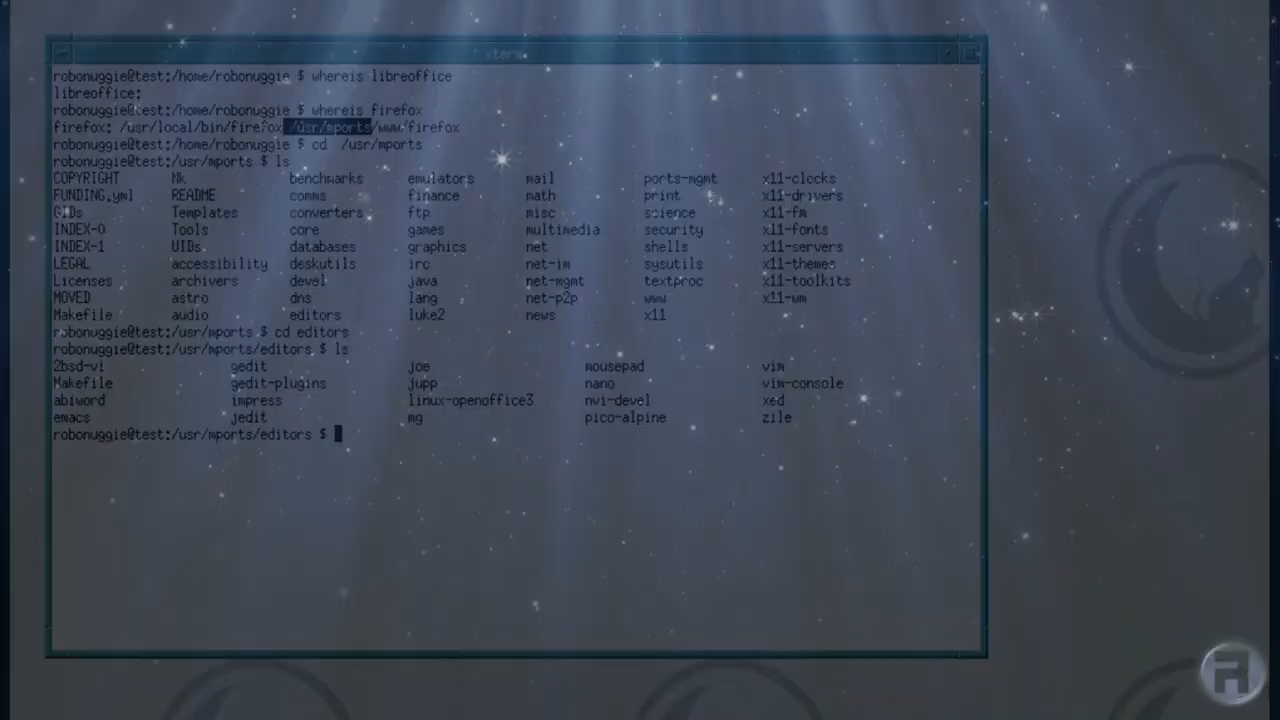 xterm
robonuggie@test:/home/robonuggie $ whereis libreoffice
libreoffice:
robonuggie@test:/home/robonuggie $ whereis firefox
firefox: /usr/local/bin/firefox /usr/mports/www/firefox
robonuggie@test:/home/robonuggie $ cd  /usr/mports
robonuggie@test:/usr/mports $ ls
COPYRIGHT Mk benchmarks emulators mail ports-mgmt x11-clocks
FUNDING.yml README comms finance math print x11-drivers
GIDs Templates converters ftp misc science x11-fm
INDEX-0 Tools core games multimedia security x11-fonts
INDEX-1 UIDs databases graphics net shells x11-servers
LEGAL accessibility deskutils irc net-im sysutils x11-themes
Licenses archivers devel java net-mgmt textproc x11-toolkits
MOVED astro dns lang net-p2p www x11-wm
Makefile audio editors luke2 news x11
robonuggie@test:/usr/mports $ cd editors
robonuggie@test:/usr/mports/editors $ ls
2bsd-vi gedit joe mousepad vim
Makefile gedit-plugins jupp nano vim-console
abiword impress linux-openoffice3 nvi-devel xed
emacs jedit mg pico-alpine zile
robonuggie@test:/usr/mports/editors $
R